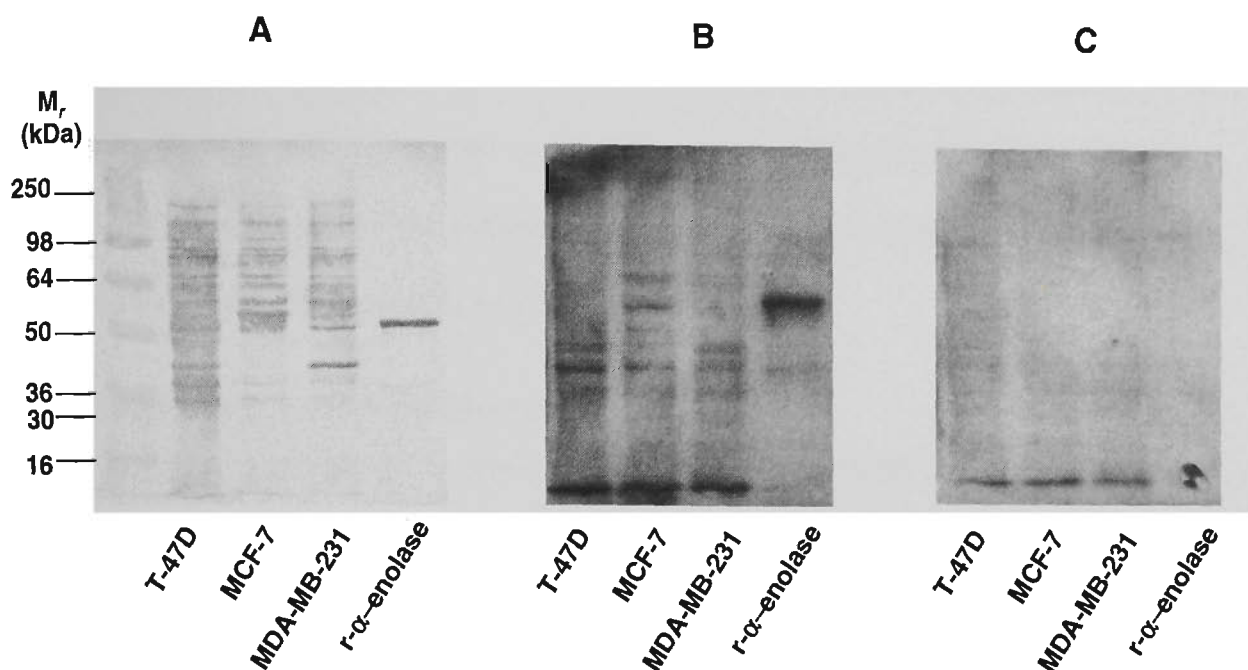 A
B
C
Mr
(kDa)
250
98
64
50
36
30
16
T-47D
MCF-7
MDA-MB-231
r-α–enolase
T-47D
MCF-7
MDA-MB-231
r-α–enolase
T-47D
MCF-7
MDA-MB-231
r-α–enolase